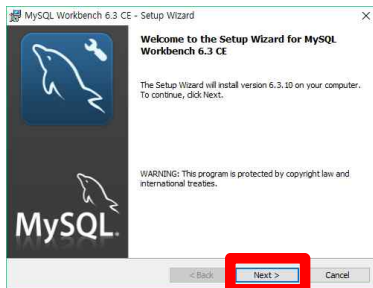 MySQL Workbench 6.3 CE - Setup Wizard
Welcome to the Setup Wizard for MySQL
Workbench 6.3 CE
The Setup Wizard will install version 6.3.10 on your computer.
To continue, click Next.
WARNING: This program is protected by copyright law and
international treaties.
MySQL.
< Back
Next >
Cancel